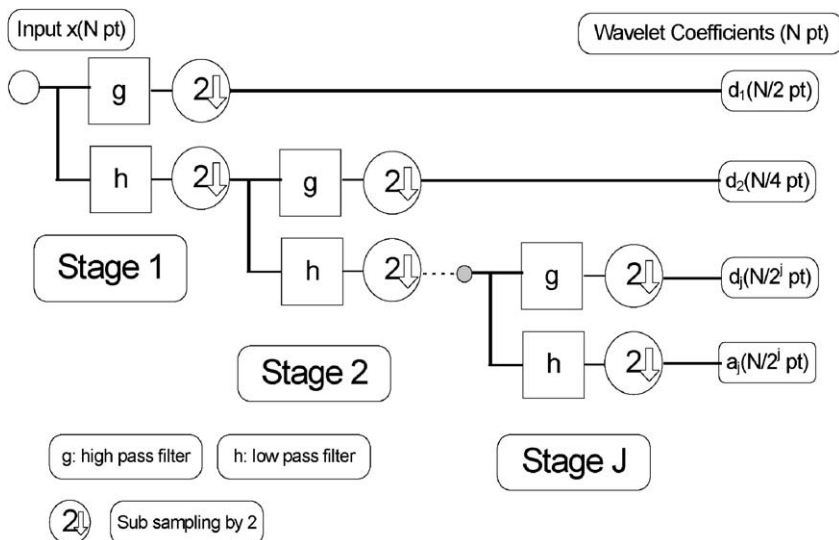 Input x(N pt)
Wavelet Coefficients (N pt)
g
2
d₁(N/2 pt)
h
2
g
2
d₂(N/4 pt)
Stage 1
h
2
g
2
dⱼ(N/2ʲ pt)
Stage 2
h
2
aⱼ(N/2ʲ pt)
g: high pass filter
h: low pass filter
Stage J
2
Sub sampling by 2